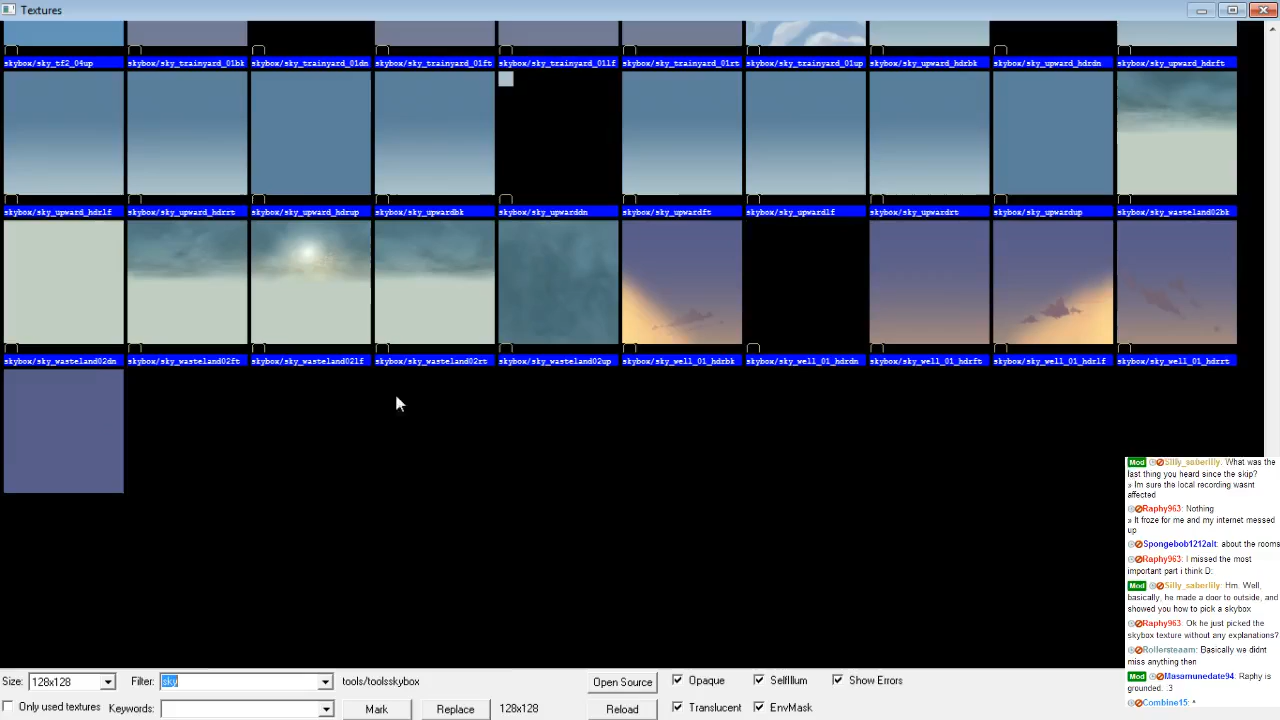 Textures
skybox/sky_tf2_04up skybox/sky_trainyard_01bk skybox/sky_trainyard_01dn skybox/sky_trainyard_01ft skybox/sky_trainyard_01lf skybox/sky_trainyard_01rt skybox/sky_trainyard_01up skybox/sky_upward_hdrbk skybox/sky_upward_hdrdn skybox/sky_upward_hdrft
skybox/sky_upward_hdrlf skybox/sky_upward_hdrrt skybox/sky_upward_hdrup skybox/sky_upwardbk skybox/sky_upwarddn skybox/sky_upwardft skybox/sky_upwardlf skybox/sky_upwardrt skybox/sky_upwardup skybox/sky_wasteland02bk
skybox/sky_wasteland02dn skybox/sky_wasteland02ft skybox/sky_wasteland02lf skybox/sky_wasteland02rt skybox/sky_wasteland02up skybox/sky_well_01_hdrbk skybox/sky_well_01_hdrdn skybox/sky_well_01_hdrft skybox/sky_well_01_hdrlf skybox/sky_well_01_hdrrt
Mod Silly_saberlily: What was the
last thing you heard since the skip?
» Im sure the local recording wasnt
affected
Raphy963: Nothing
» It froze for me and my internet messed
up
Spongebob1212alt: about the rooms
Raphy963: I missed the most
important part i think D:
Mod Silly_saberlily: Hm. Well,
basically, he made a door to outside, and
showed you how to pick a skybox
Raphy963: Ok he just picked the
skybox texture without any explanations?
Rollersteaam: Basically we didnt
miss anything then
Mod Masamunedate94: Raphy is
grounded. :3
Combine15: ^
Size: 128x128 Filter: sky tools/toolsskybox Open Source Opaque SelfIllum Show Errors
Only used textures Keywords: Mark Replace 128x128 Reload Translucent EnvMask